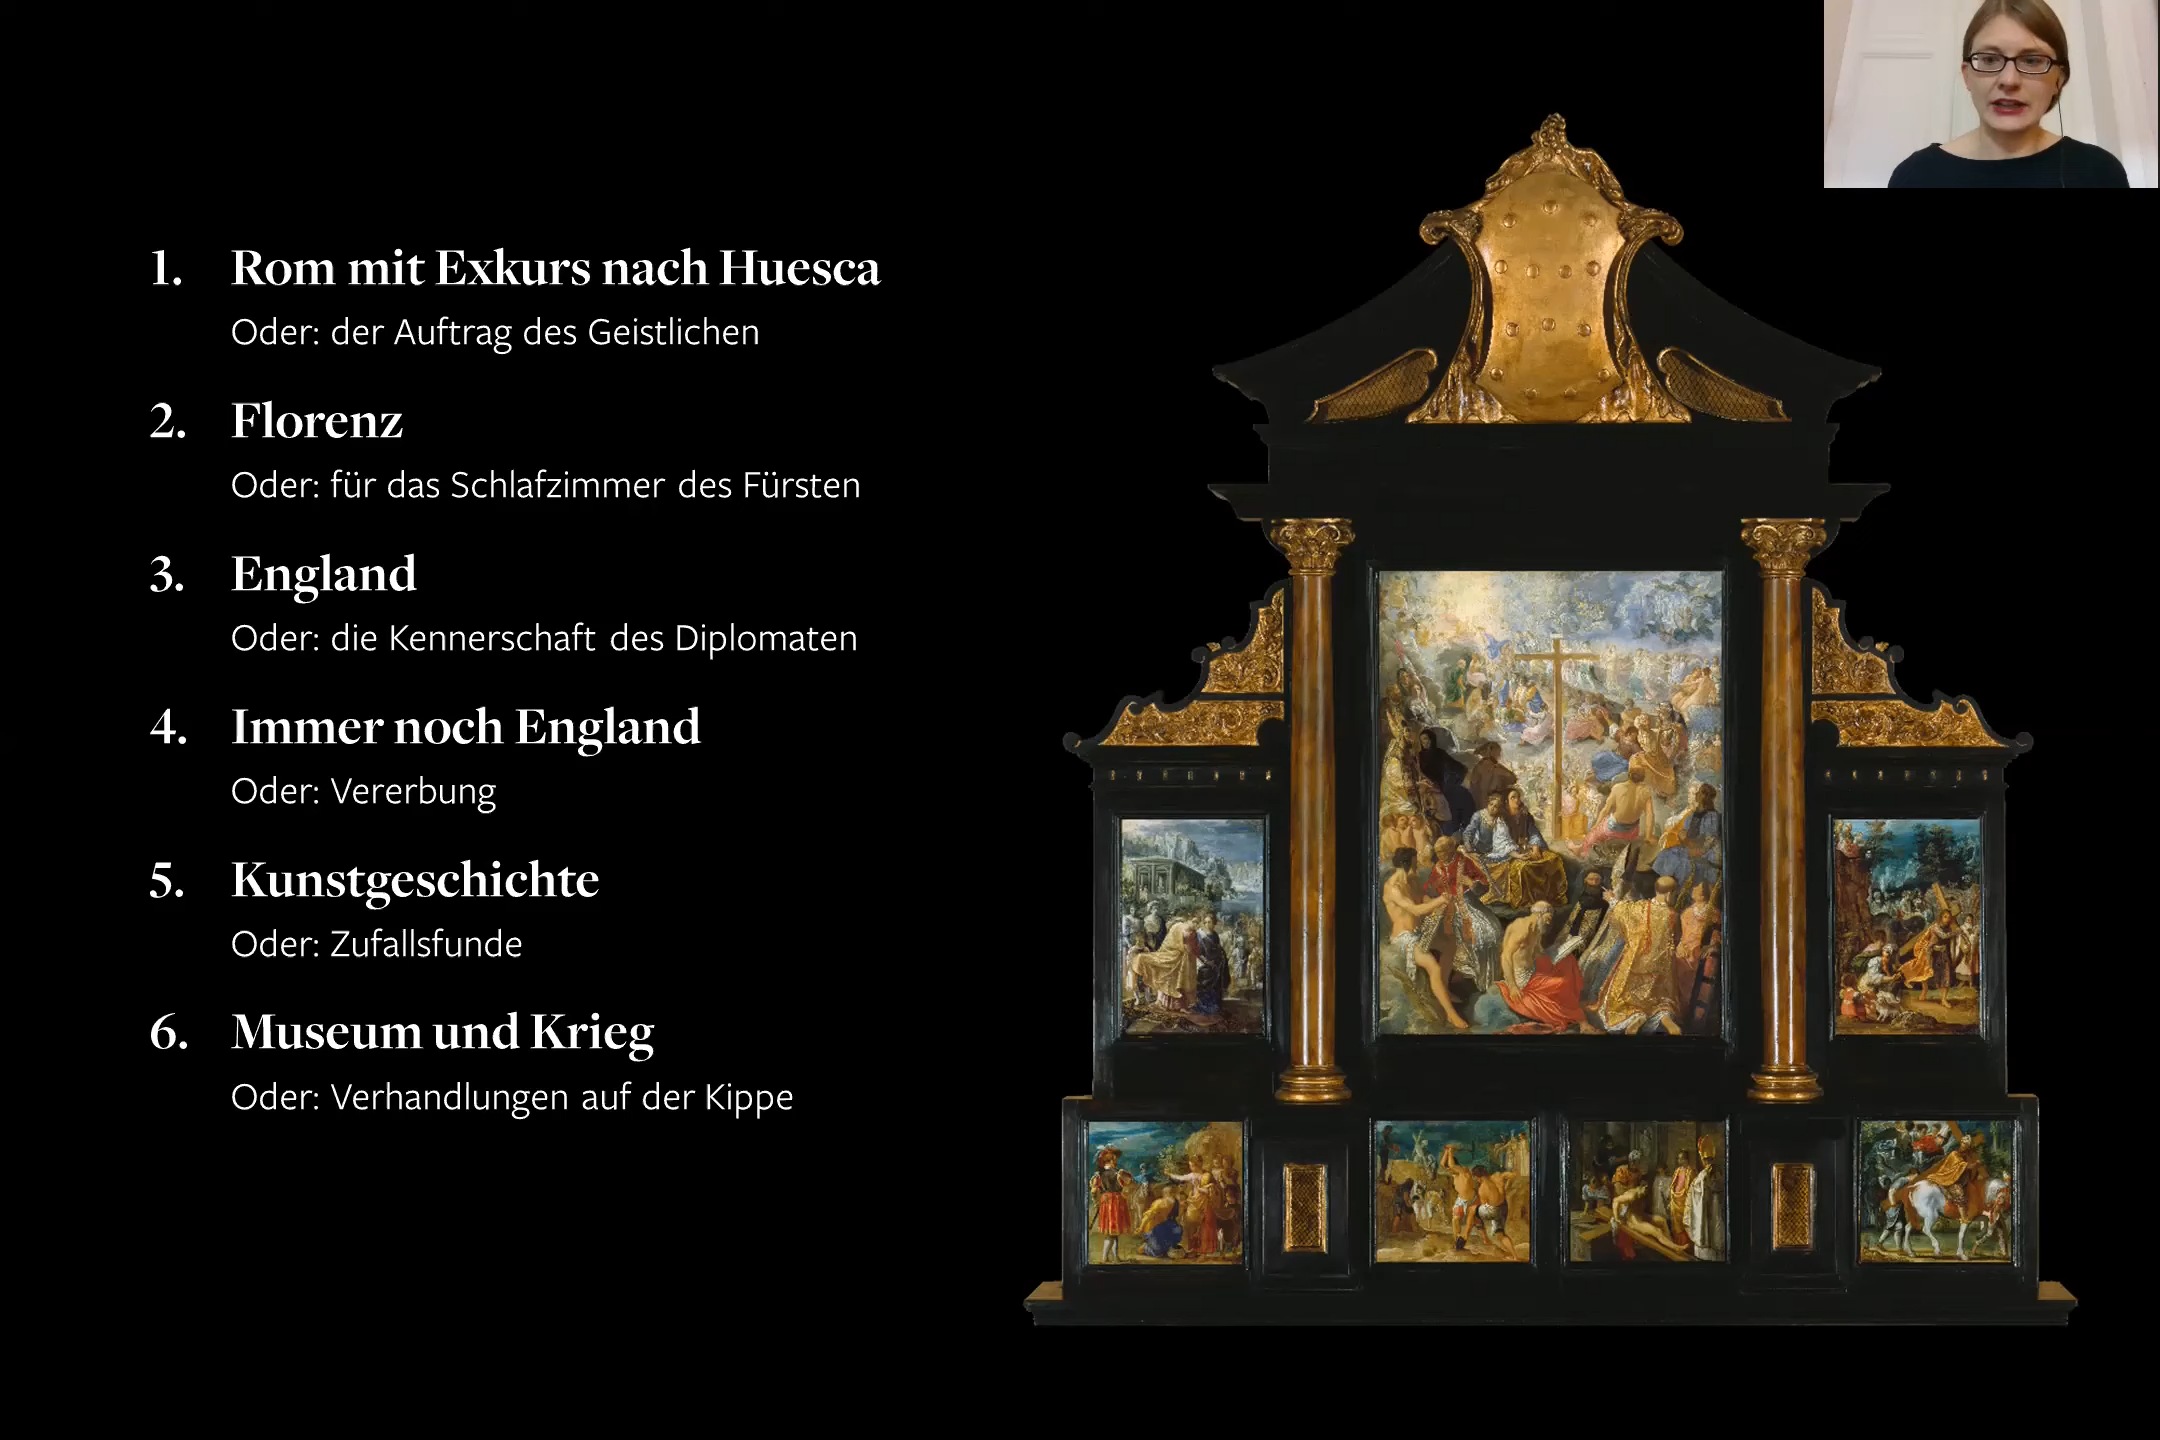 1. Rom mit Exkurs nach Huesca
Oder: der Auftrag des Geistlichen
2. Florenz
Oder: für das Schlafzimmer des Fürsten
3. England
Oder: die Kennerschaft des Diplomaten
4. Immer noch England
Oder: Vererbung
5. Kunstgeschichte
Oder: Zufallsfunde
6. Museum und Krieg
Oder: Verhandlungen auf der Kippe